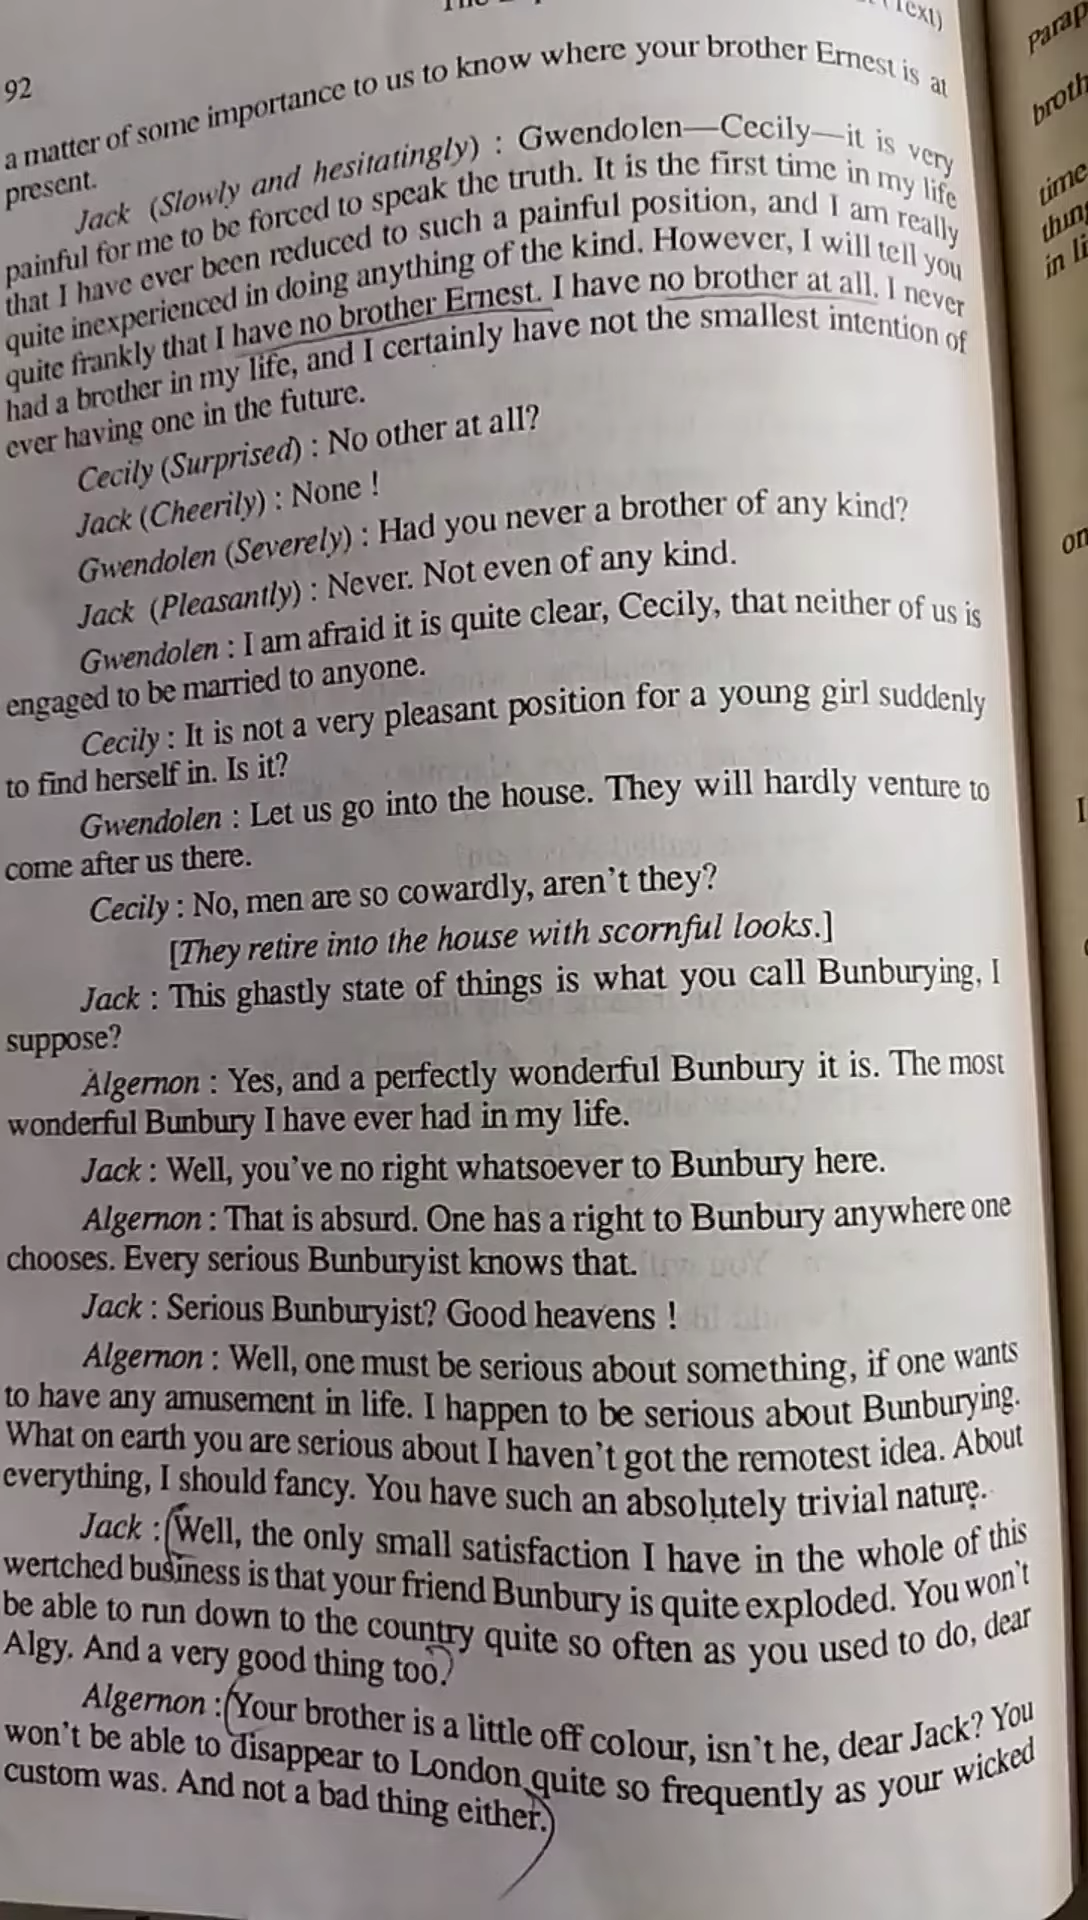 Text)
92
a matter of some importance to us to know where your brother Ernest is at
present.
Jack (Slowly and hesitatingly) : Gwendolen—Cecily—it is very
painful for me to be forced to speak the truth. It is the first time in my life
that I have ever been reduced to such a painful position, and I am really
quite inexperienced in doing anything of the kind. However, I will tell you
quite frankly that I have no brother Ernest. I have no brother at all. I never
had a brother in my life, and I certainly have not the smallest intention of
ever having one in the future.
Cecily (Surprised) : No other at all?
Jack (Cheerily) : None !
Gwendolen (Severely) : Had you never a brother of any kind?
Jack (Pleasantly) : Never. Not even of any kind.
Gwendolen : I am afraid it is quite clear, Cecily, that neither of us is
engaged to be married to anyone.
Cecily : It is not a very pleasant position for a young girl suddenly
to find herself in. Is it?
Gwendolen : Let us go into the house. They will hardly venture to
come after us there.
Cecily : No, men are so cowardly, aren't they?
[They retire into the house with scornful looks.]
Jack : This ghastly state of things is what you call Bunburying, I
suppose?
Algernon : Yes, and a perfectly wonderful Bunbury it is. The most
wonderful Bunbury I have ever had in my life.
Jack : Well, you've no right whatsoever to Bunbury here.
Algernon : That is absurd. One has a right to Bunbury anywhere one
chooses. Every serious Bunburyist knows that.
Jack : Serious Bunburyist? Good heavens !
Algernon : Well, one must be serious about something, if one wants
to have any amusement in life. I happen to be serious about Bunburying.
What on earth you are serious about I haven't got the remotest idea. About
everything, I should fancy. You have such an absolutely trivial nature.
Jack : Well, the only small satisfaction I have in the whole of this
wertched business is that your friend Bunbury is quite exploded. You won't
be able to run down to the country quite so often as you used to do, dear
Algy. And a very good thing too.
Algernon : Your brother is a little off colour, isn't he, dear Jack? You
won't be able to disappear to London quite so frequently as your wicked
custom was. And not a bad thing either.
Parap
broth
time
thing
in li
on
I